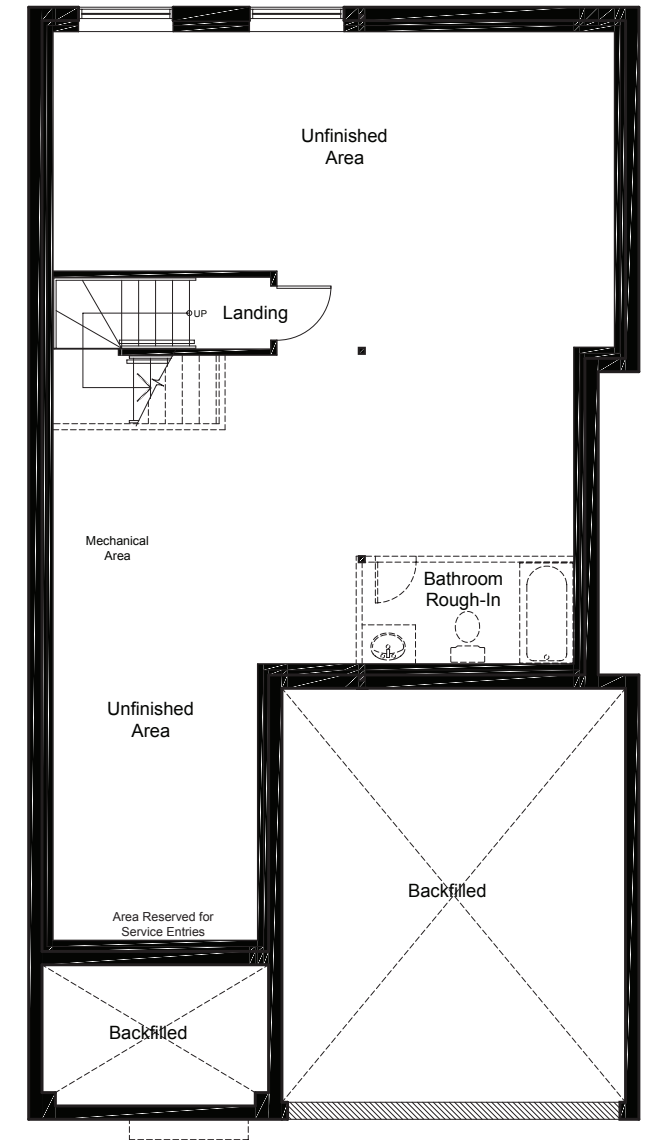 Unfinished
Area
UP
Landing
Mechanical
Area
Bathroom
Rough-In
Unfinished
Area
Backfilled
Area Reserved for
Service Entries
Backfilled